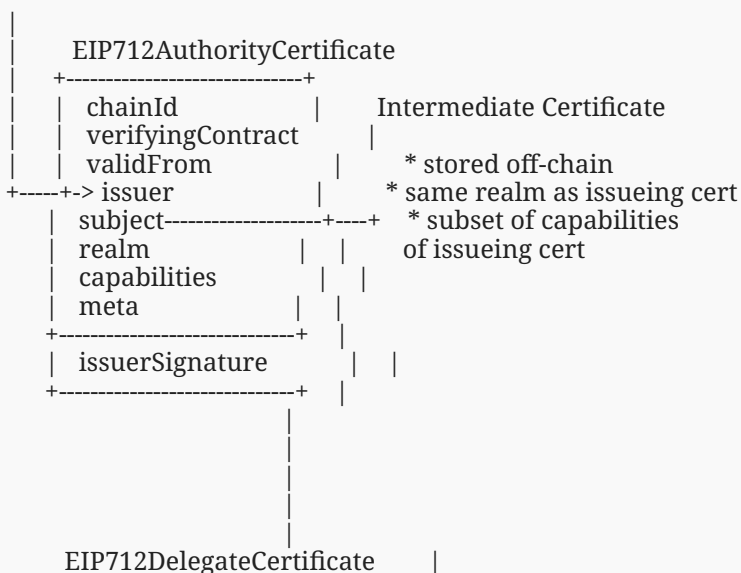 |
|        EIP712AuthorityCertificate
|     +------------------------------+
|     |   chainId                 |        Intermediate Certificate
|     |   verifyingContract         |
|     |   validFrom                 |          * stored off-chain
+-----+-> issuer                    |         * same realm as issueing cert
|   subject--------------------+----+    * subset of capabilities
|   realm                  |    |        of issueing cert
|   capabilities               |     |
|   meta                   |    |
+------------------------------+    |
|   issuerSignature            |     |
+------------------------------+    |
|
|
|
|
|
EIP712DelegateCertificate        |